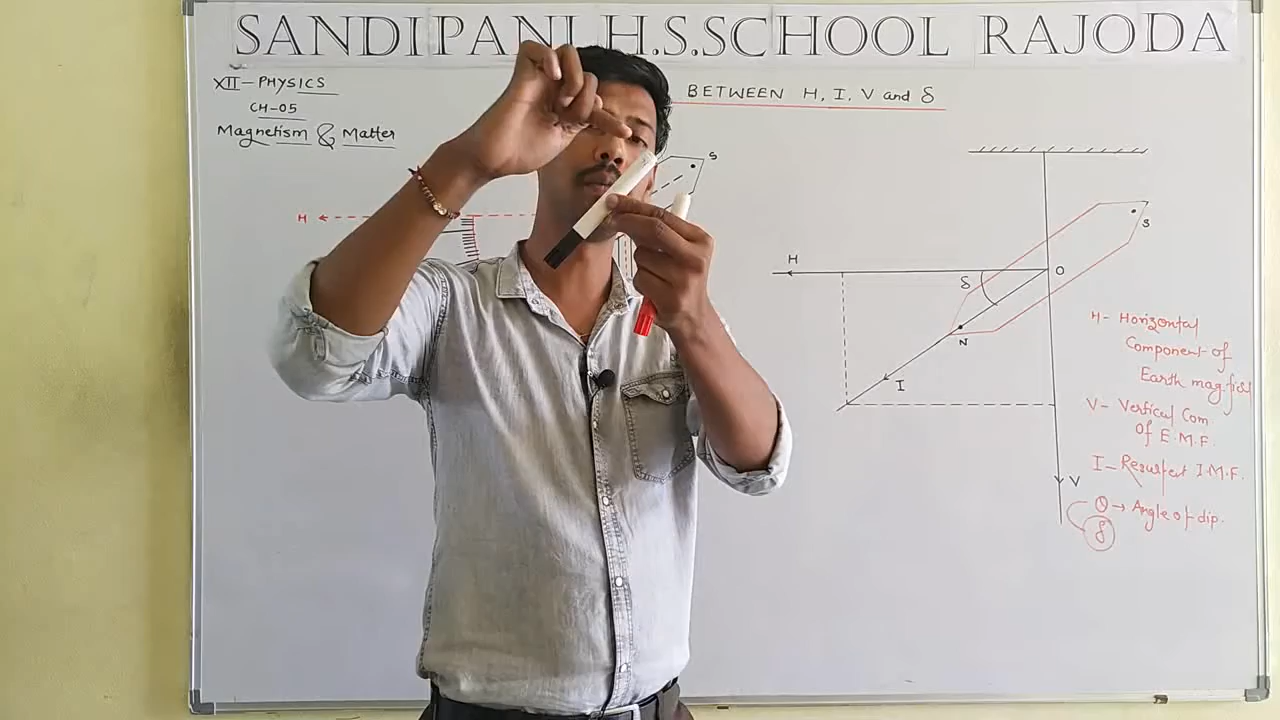 SANDIPANI H.S.SCHOOL RAJODA
XII-PHYSICS
CH-05
Magnetism & Matter
BETWEEN H, I, V and δ
H
S
H
δ
O
S
N
I
V
H- Horizontal
Component of
Earth mag. field
V- Vertical Com.
of E.M.F.
I- I.M.F.
θ → Angle of dip.
δ